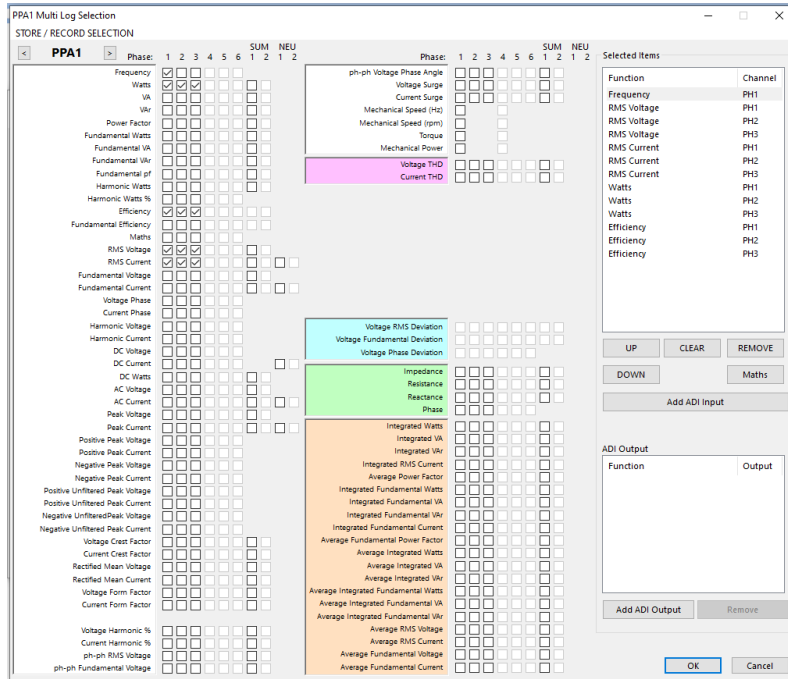 PPA1 Multi Log Selection
STORE / RECORD SELECTION
< PPA1 >
SUM NEU
Phase: 1 2 3 4 5 6 1 2 1 2
Frequency
Watts
VA
VAr
Power Factor
Fundamental Watts
Fundamental VA
Fundamental VAr
Fundamental pf
Harmonic Watts
Harmonic Watts %
Efficiency
Fundamental Efficiency
Maths
RMS Voltage
RMS Current
Fundamental Voltage
Fundamental Current
Voltage Phase
Current Phase
Harmonic Voltage
Harmonic Current
DC Voltage
DC Current
DC Watts
AC Voltage
AC Current
Peak Voltage
Peak Current
Positive Peak Voltage
Positive Peak Current
Negative Peak Voltage
Negative Peak Current
Positive Unfiltered Peak Voltage
Positive Unfiltered Peak Current
Negative UnfilteredPeak Voltage
Negative Unfiltered Peak Current
Voltage Crest Factor
Current Crest Factor
Rectified Mean Voltage
Rectified Mean Current
Voltage Form Factor
Current Form Factor
Voltage Harmonic %
Current Harmonic %
ph-ph RMS Voltage
ph-ph Fundamental Voltage
SUM NEU
Phase: 1 2 3 4 5 6 1 2 1 2
ph-ph Voltage Phase Angle
Voltage Surge
Current Surge
Mechanical Speed (Hz)
Mechanical Speed (rpm)
Torque
Mechanical Power
Voltage THD
Current THD
Voltage RMS Deviation
Voltage Fundamental Deviation
Voltage Phase Deviation
Impedance
Resistance
Reactance
Phase
Integrated Watts
Integrated VA
Integrated VAr
Integrated RMS Current
Average Power Factor
Integrated Fundamental Watts
Integrated Fundamental VA
Integrated Fundamental VAr
Integrated Fundamental Current
Average Fundamental Power Factor
Average Integrated Watts
Average Integrated VA
Average Integrated VAr
Average Integrated Fundamental Watts
Average Integrated Fundamental VA
Average Integrated Fundamental VAr
Average RMS Voltage
Average RMS Current
Average Fundamental Voltage
Average Fundamental Current
Selected Items
Function Channel
Frequency PH1
RMS Voltage PH1
RMS Voltage PH2
RMS Voltage PH3
RMS Current PH1
RMS Current PH2
RMS Current PH3
Watts PH1
Watts PH2
Watts PH3
Efficiency PH1
Efficiency PH2
Efficiency PH3
UP CLEAR REMOVE
DOWN Maths
Add ADI Input
ADI Output
Function Output
Add ADI Output Remove
OK Cancel